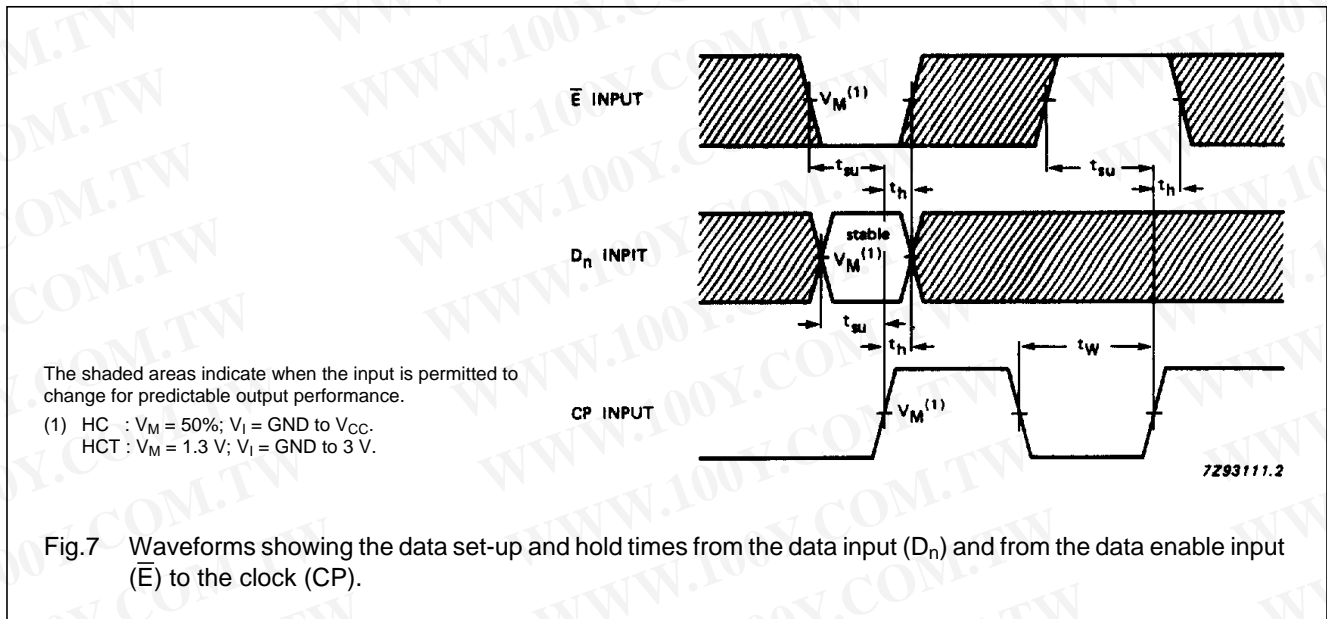 E̅ INPUT
V_M(1)
t_su
t_h
t_su
t_h
D_n INPIT
stable
V_M(1)
t_su
t_h
t_W
CP INPUT
V_M(1)
7Z93111.2
The shaded areas indicate when the input is permitted to
change for predictable output performance.
(1) HC : V_M = 50%; V_I = GND to V_CC.
HCT : V_M = 1.3 V; V_I = GND to 3 V.
Fig.7 Waveforms showing the data set-up and hold times from the data input (D_n) and from the data enable input
(E̅) to the clock (CP).
WWW.100Y.COM.TW